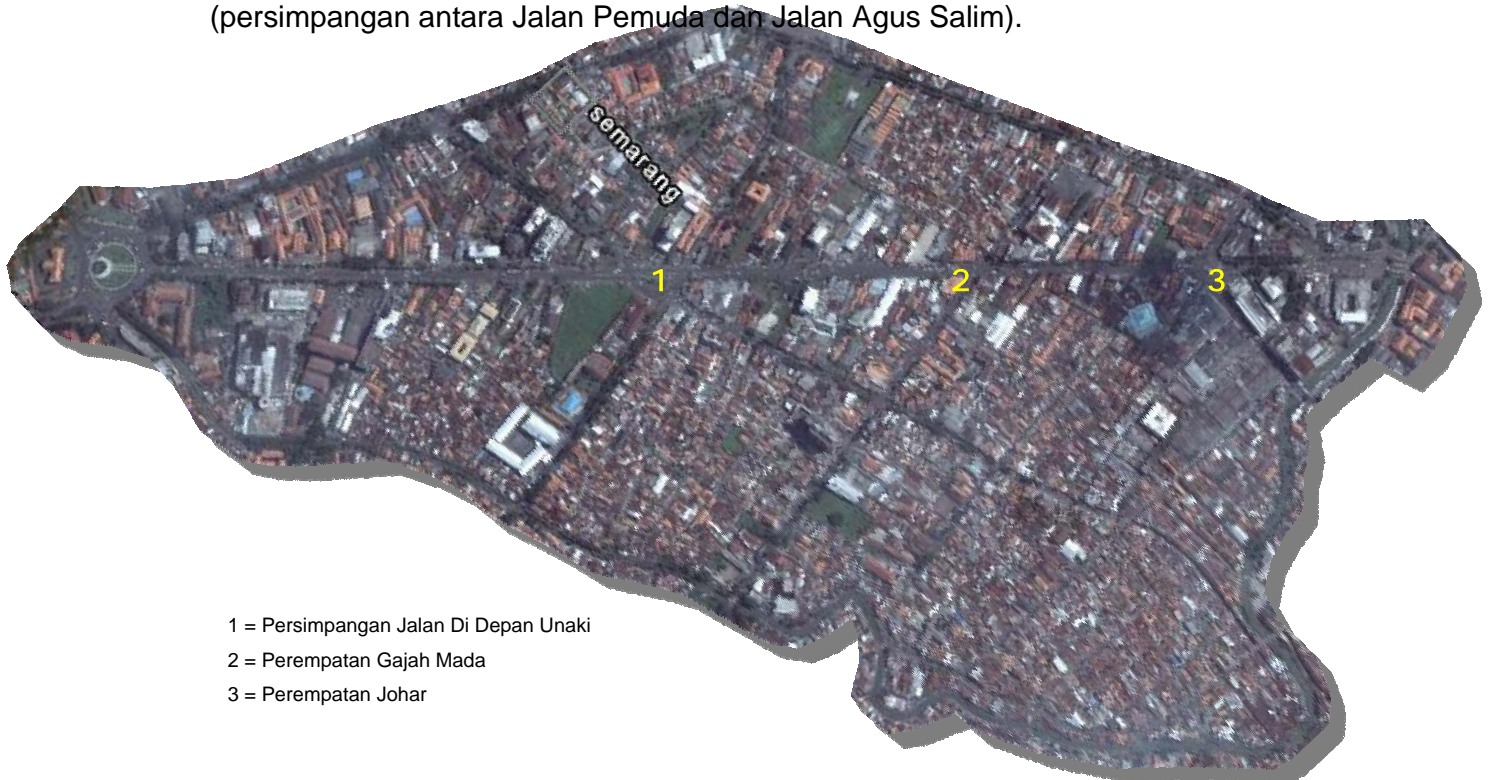 (persimpangan antara Jalan Pemuda dan Jalan Agus Salim).
semarang
1
2
3
1 = Persimpangan Jalan Di Depan Unaki
2 = Perempatan Gajah Mada
3 = Perempatan Johar